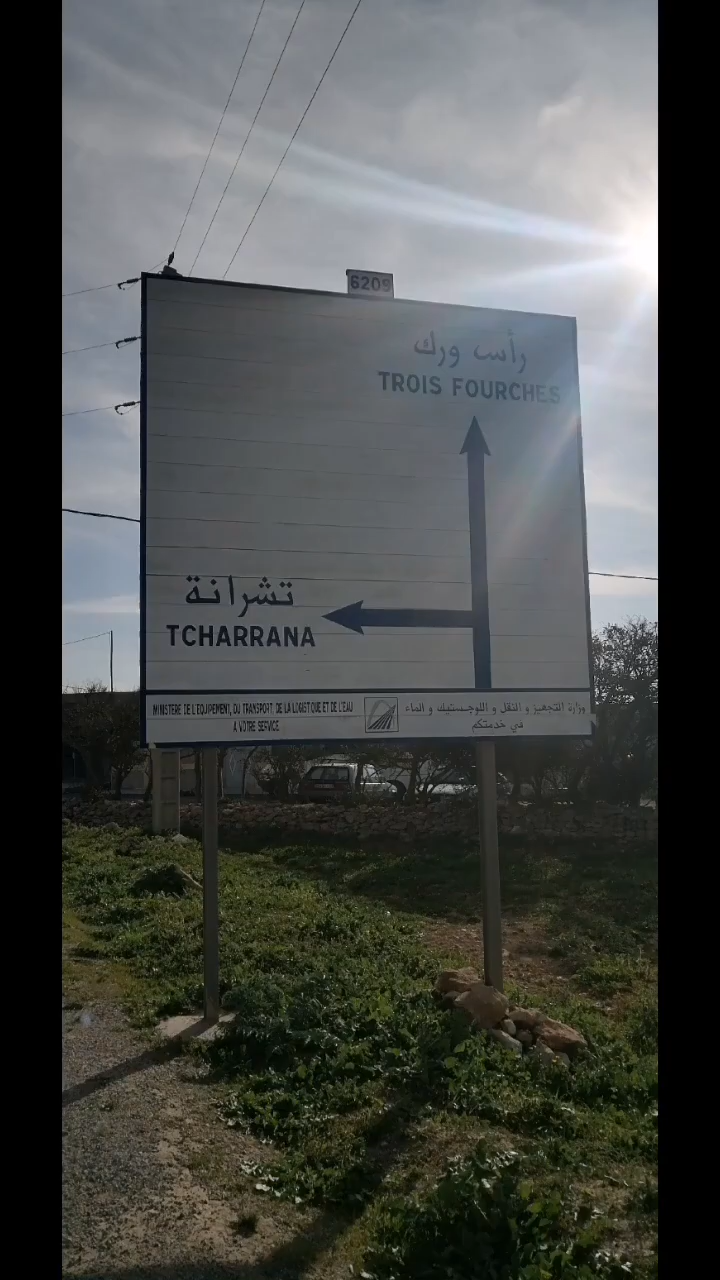 6209
رأس ورك
TROIS FOURCHES
تشرانة
TCHARRANA
MINISTERE DE L'EQUIPEMENT, DU TRANSPORT, DE LA LOGISTIQUE ET DE L'EAU
A VOTRE SERVICE
وزارة التجهيز و النقل و اللوجستيك و الماء
في خدمتكم